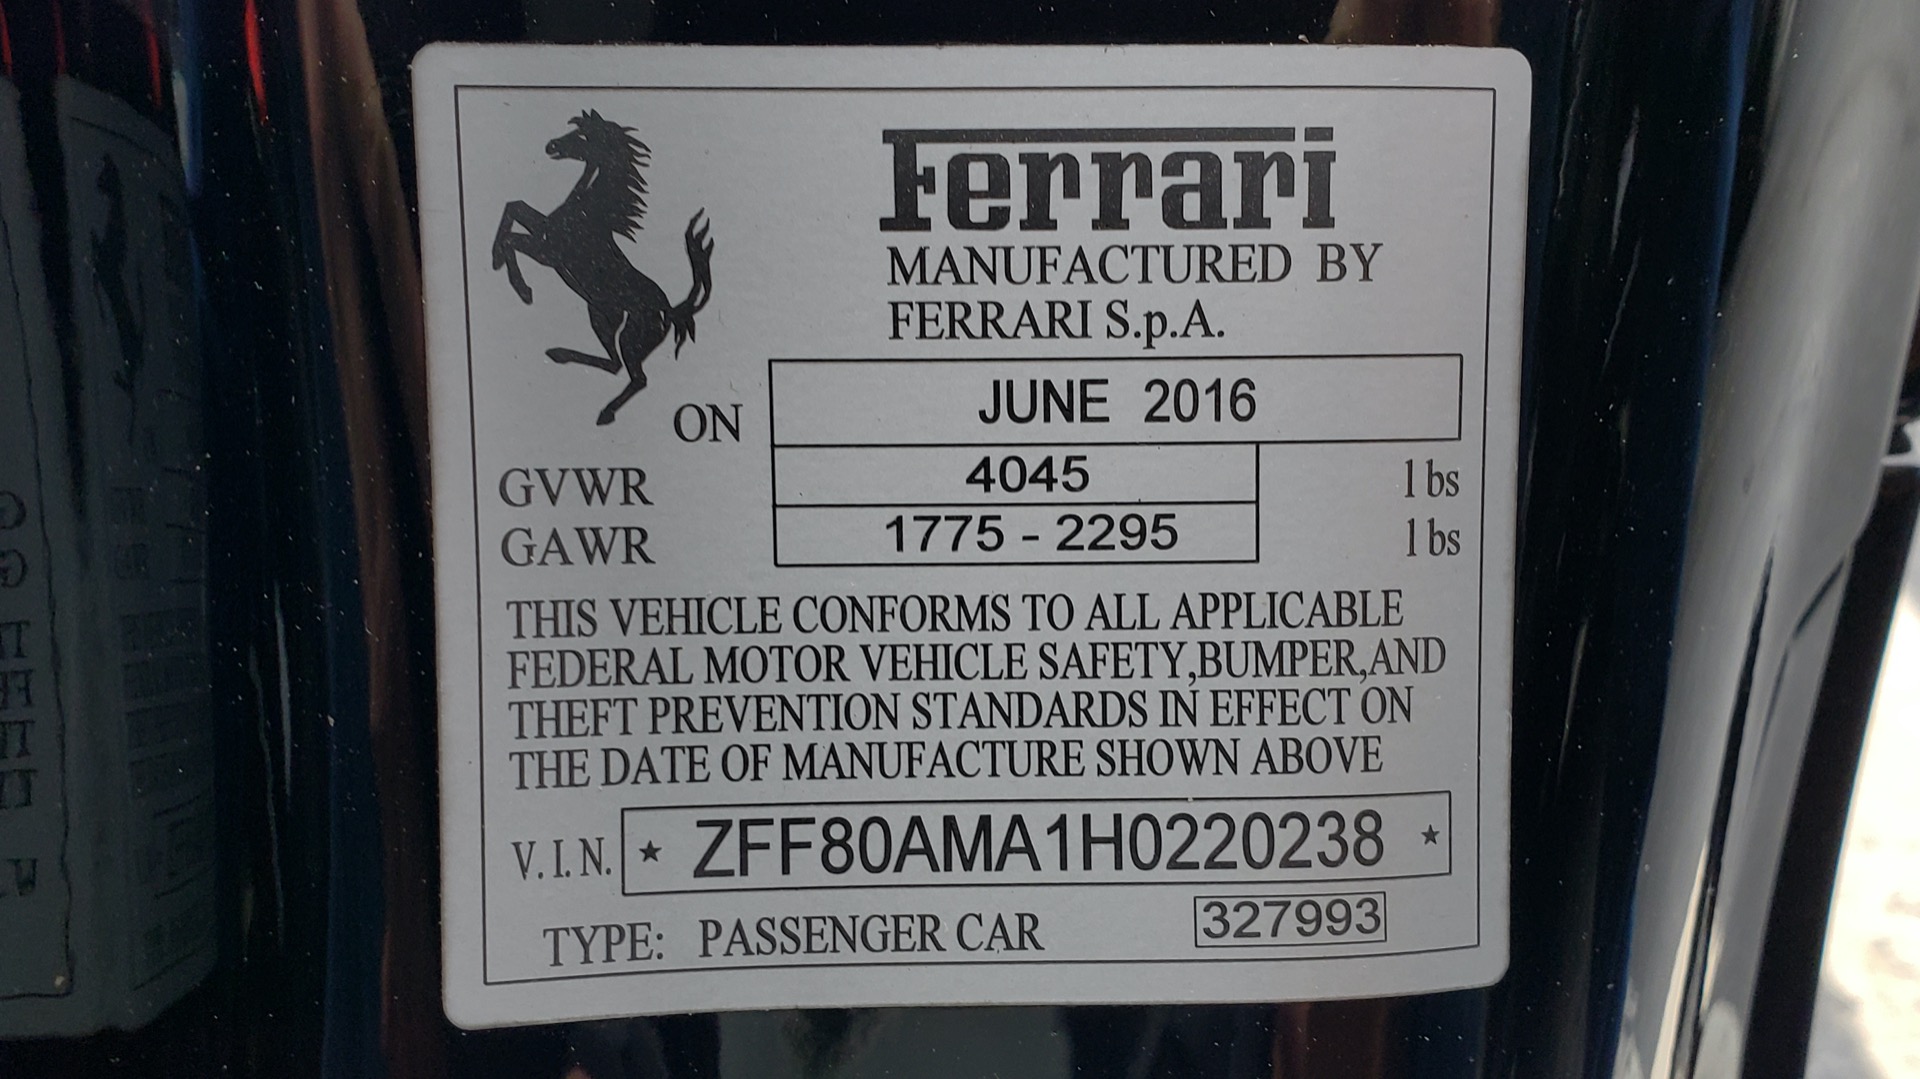 Ferrari
MANUFACTURED BY
FERRARI S.p.A.
ON JUNE 2016
GVWR 4045 lbs
GAWR 1775 - 2295 lbs
THIS VEHICLE CONFORMS TO ALL APPLICABLE
FEDERAL MOTOR VEHICLE SAFETY,BUMPER,AND
THEFT PREVENTION STANDARDS IN EFFECT ON
THE DATE OF MANUFACTURE SHOWN ABOVE
V.I.N. ★ ZFF80AMA1H0220238 ★
TYPE: PASSENGER CAR 327993